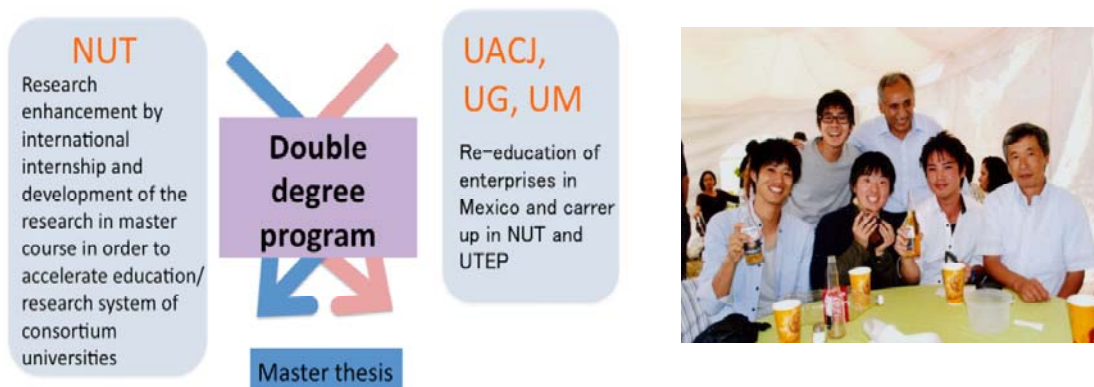 NUT
Research
enhancement by
international
internship and
development of the
research in master
course in order to
accelerate education/
research system of
consortium
universities
Double
degree
program
Master thesis
UACJ,
UG, UM
Re-education of
enterprises in
Mexico and carrer
up in NUT and
UTEP